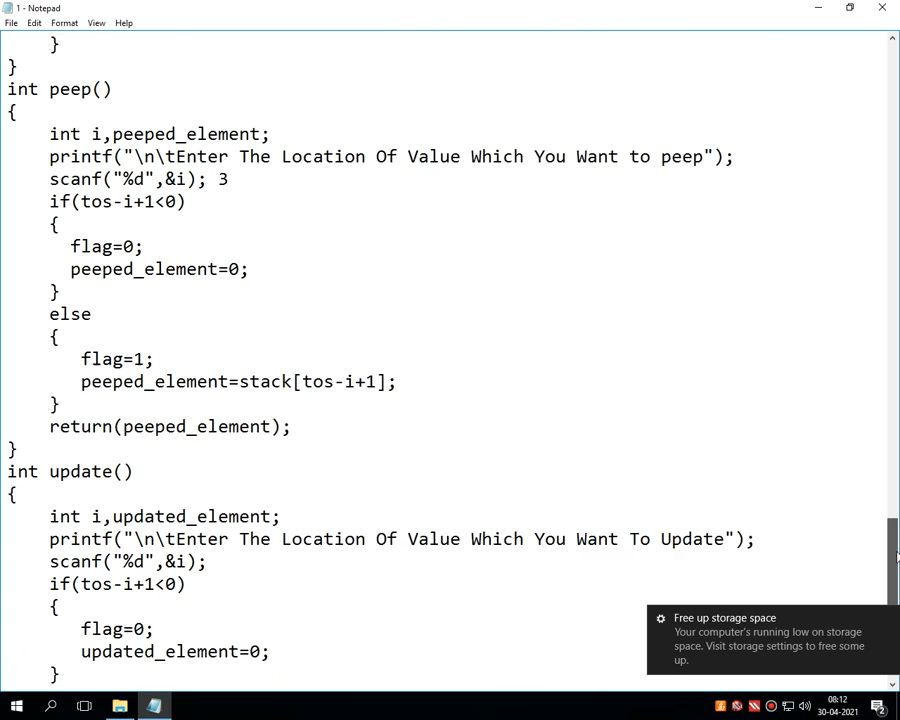 1 - Notepad
File Edit Format View Help
}
}
int peep()
{
int i,peeped_element;
printf("\n\tEnter The Location Of Value Which You Want to peep");
scanf("%d",&i); 3
if(tos-i+1<0)
{
flag=0;
peeped_element=0;
}
else
{
flag=1;
peeped_element=stack[tos-i+1];
}
return(peeped_element);
}
int update()
{
int i,updated_element;
printf("\n\tEnter The Location Of Value Which You Want To Update");
scanf("%d",&i);
if(tos-i+1<0)
{
flag=0;
updated_element=0;
}
Free up storage space
Your computer's running low on storage
space. Visit storage settings to free some
up.
08:12
30-04-2021
2